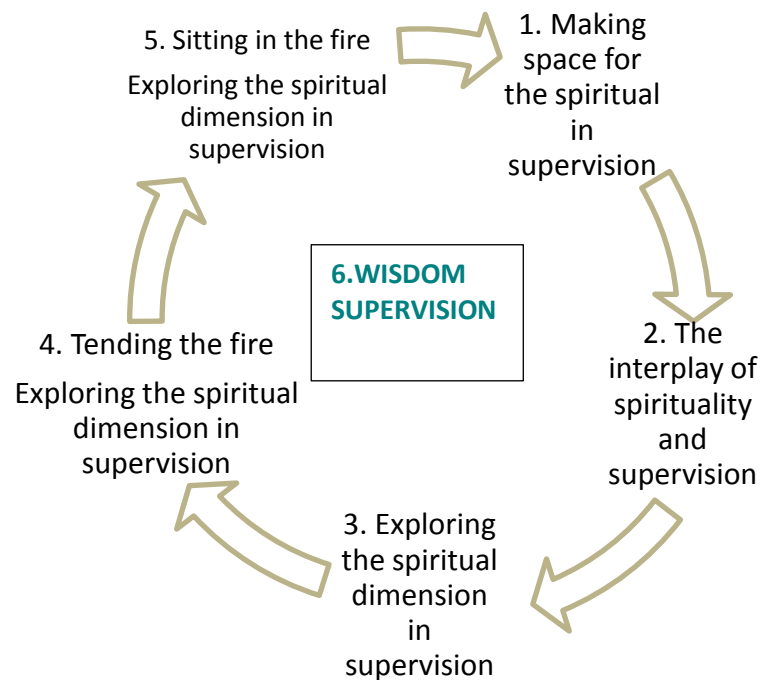 1. Making
space for
the spiritual
in
supervision
2. The
interplay of
spirituality
and
supervision
3. Exploring
the spiritual
dimension
in
supervision
4. Tending the fire
Exploring the spiritual
dimension in
supervision
5. Sitting in the fire
Exploring the spiritual
dimension in
supervision
6.WISDOM
SUPERVISION